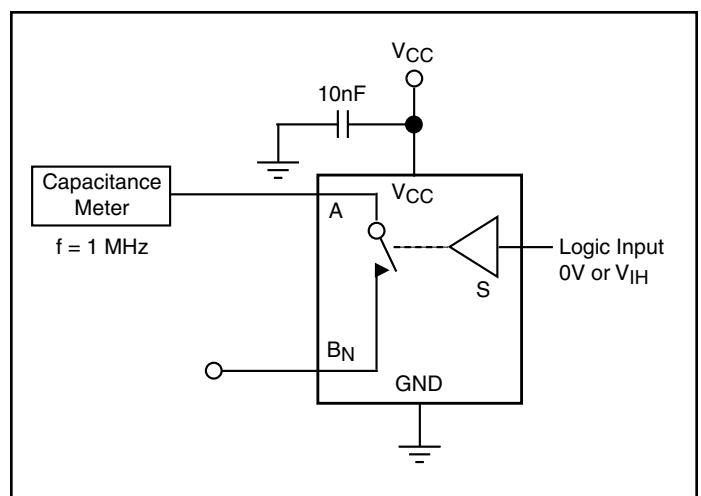 VCC
10nF
Capacitance
Meter
f = 1 MHz
VCC
A
Logic Input
0V or VIH
S
BN
GND